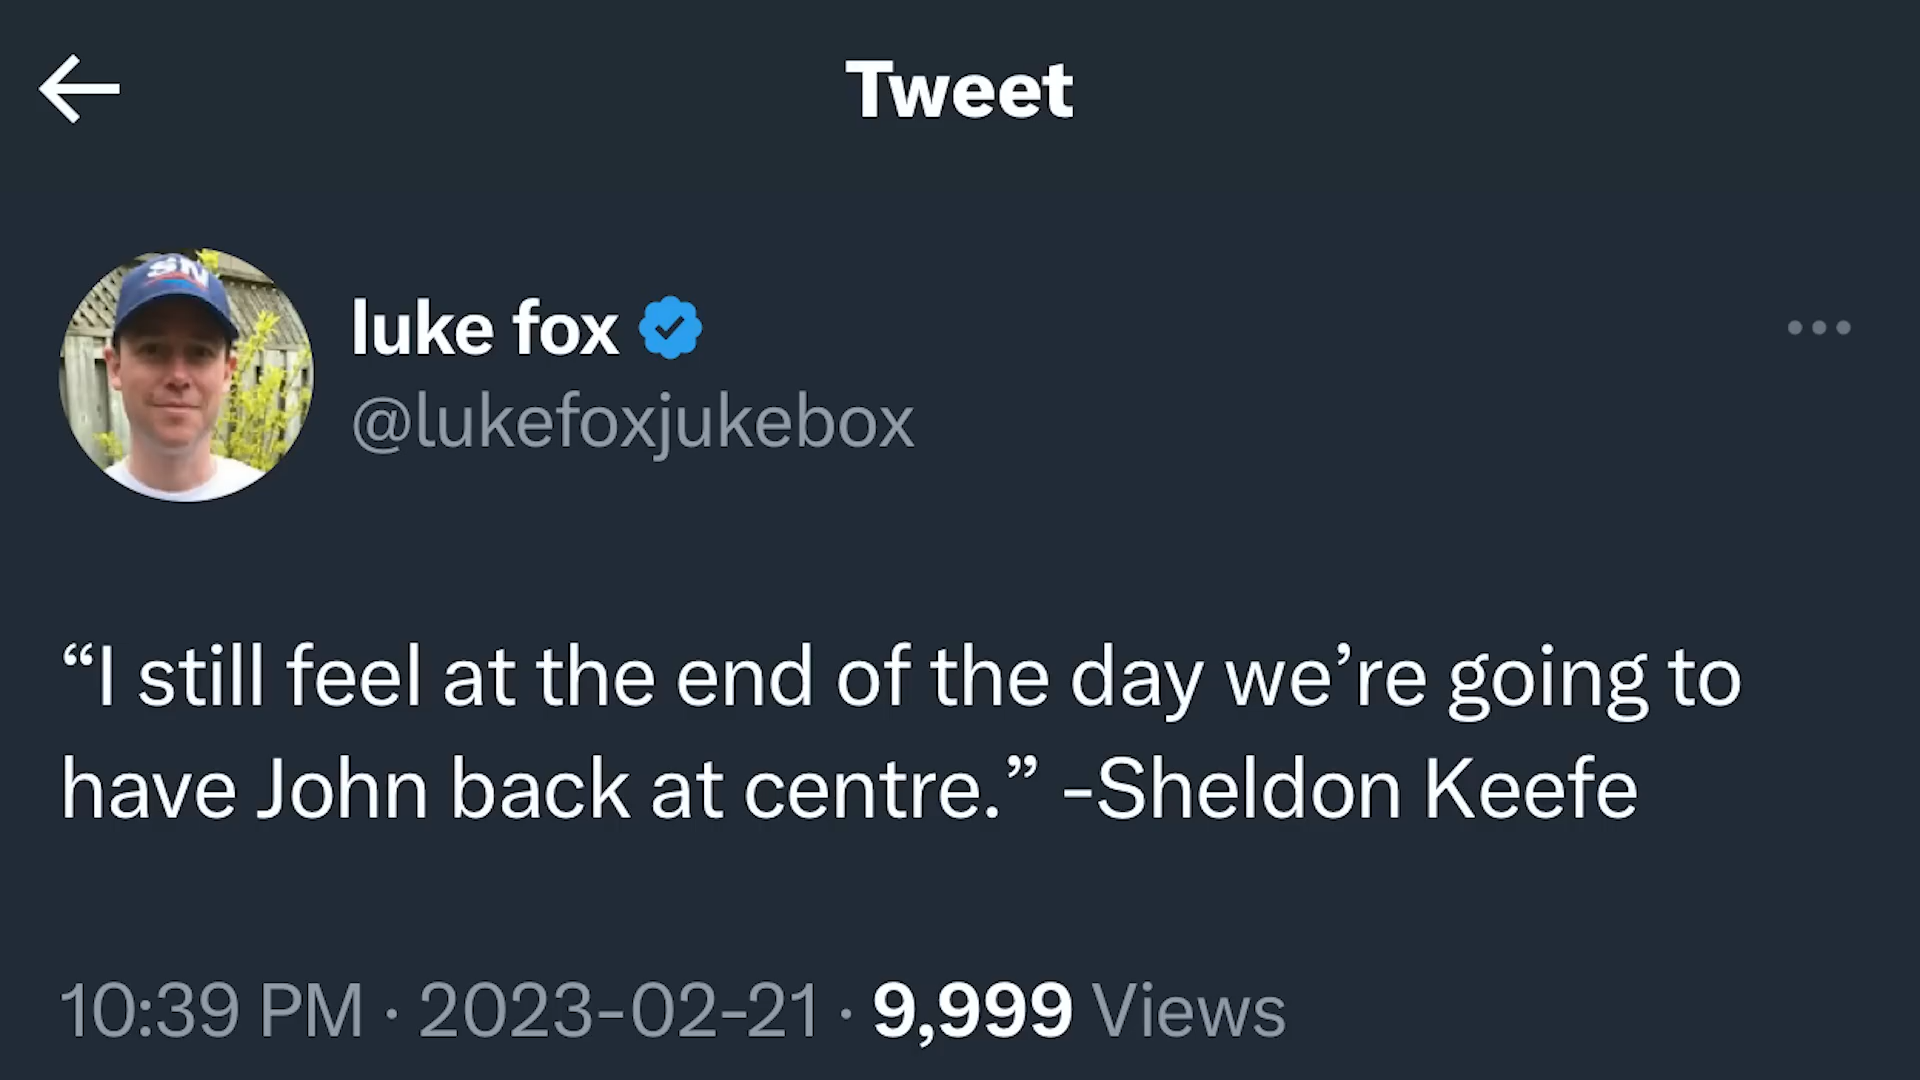 Tweet
SN
luke fox
@lukefoxjukebox
“I still feel at the end of the day we’re going to
have John back at centre.” -Sheldon Keefe
10:39 PM · 2023-02-21 · 9,999 Views